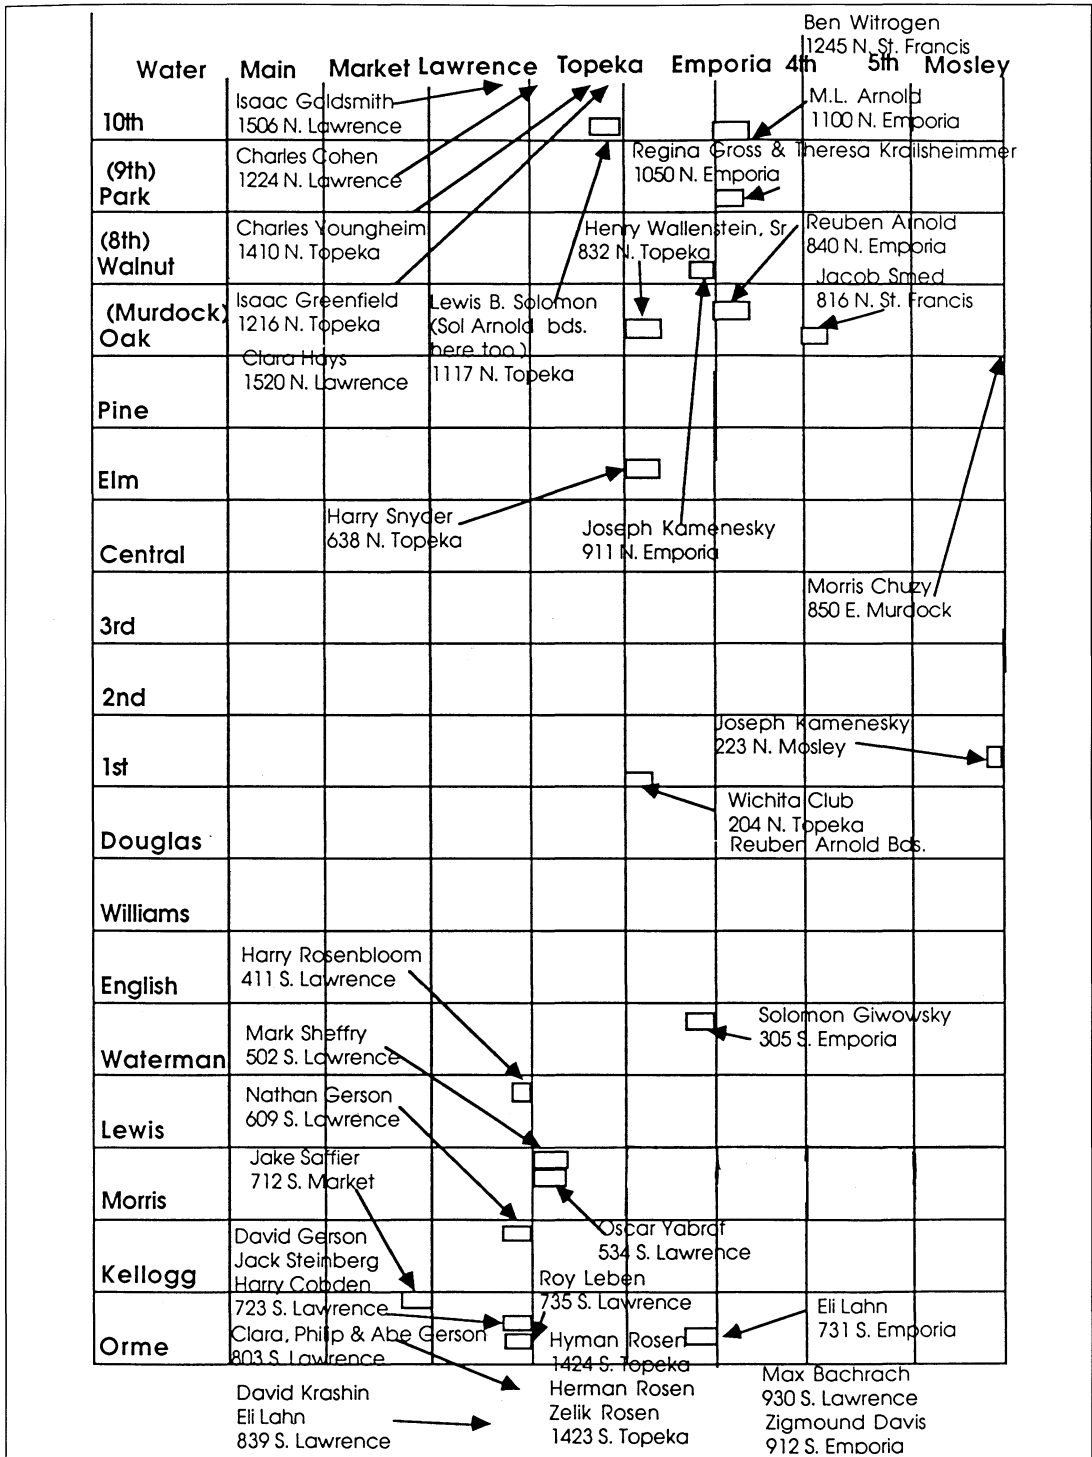 Ben Witrogen
1245 N. St. Francis
Water Main Market Lawrence Topeka Emporia 4th 5th Mosley
Isaac Goldsmith
1506 N. Lawrence
M.L. Arnold
1100 N. Emporia
10th
Charles Cohen
1224 N. Lawrence
Regina Gross & Theresa Krailsheimmer
1050 N. Emporia
(9th)
Park
Charles Youngheim
1410 N. Topeka
Henry Wallenstein, Sr.
832 N. Topeka
Reuben Arnold
840 N. Emporia
(8th)
Walnut
Jacob Smed
816 N. St. Francis
Isaac Greenfield
1216 N. Topeka
Lewis B. Solomon
(Sol Arnold bds.
here too.)
1117 N. Topeka
(Murdock)
Oak
Clara Hays
1520 N. Lawrence
Pine
Elm
Harry Snyder
638 N. Topeka
Joseph Kamenesky
911 N. Emporia
Central
Morris Chuzy
850 E. Murdock
3rd
2nd
Joseph Kamenesky
223 N. Mosley
1st
Wichita Club
204 N. Topeka
Reuben Arnold Bds.
Douglas
Williams
Harry Rosenbloom
411 S. Lawrence
English
Solomon Giwowsky
305 S. Emporia
Mark Sheffry
502 S. Lawrence
Waterman
Nathan Gerson
609 S. Lawrence
Lewis
Jake Saffier
712 S. Market
Morris
Oscar Yabrof
534 S. Lawrence
David Gerson
Jack Steinberg
Harry Cobden
723 S. Lawrence
Kellogg
Roy Leben
735 S. Lawrence
Eli Lahn
731 S. Emporia
Clara, Philip & Abe Gerson
803 S. Lawrence
Orme
Hyman Rosen
1424 S. Topeka
Herman Rosen
Zelik Rosen
1423 S. Topeka
Max Bachrach
930 S. Lawrence
Zigmound Davis
912 S. Emporia
David Krashin
Eli Lahn
839 S. Lawrence